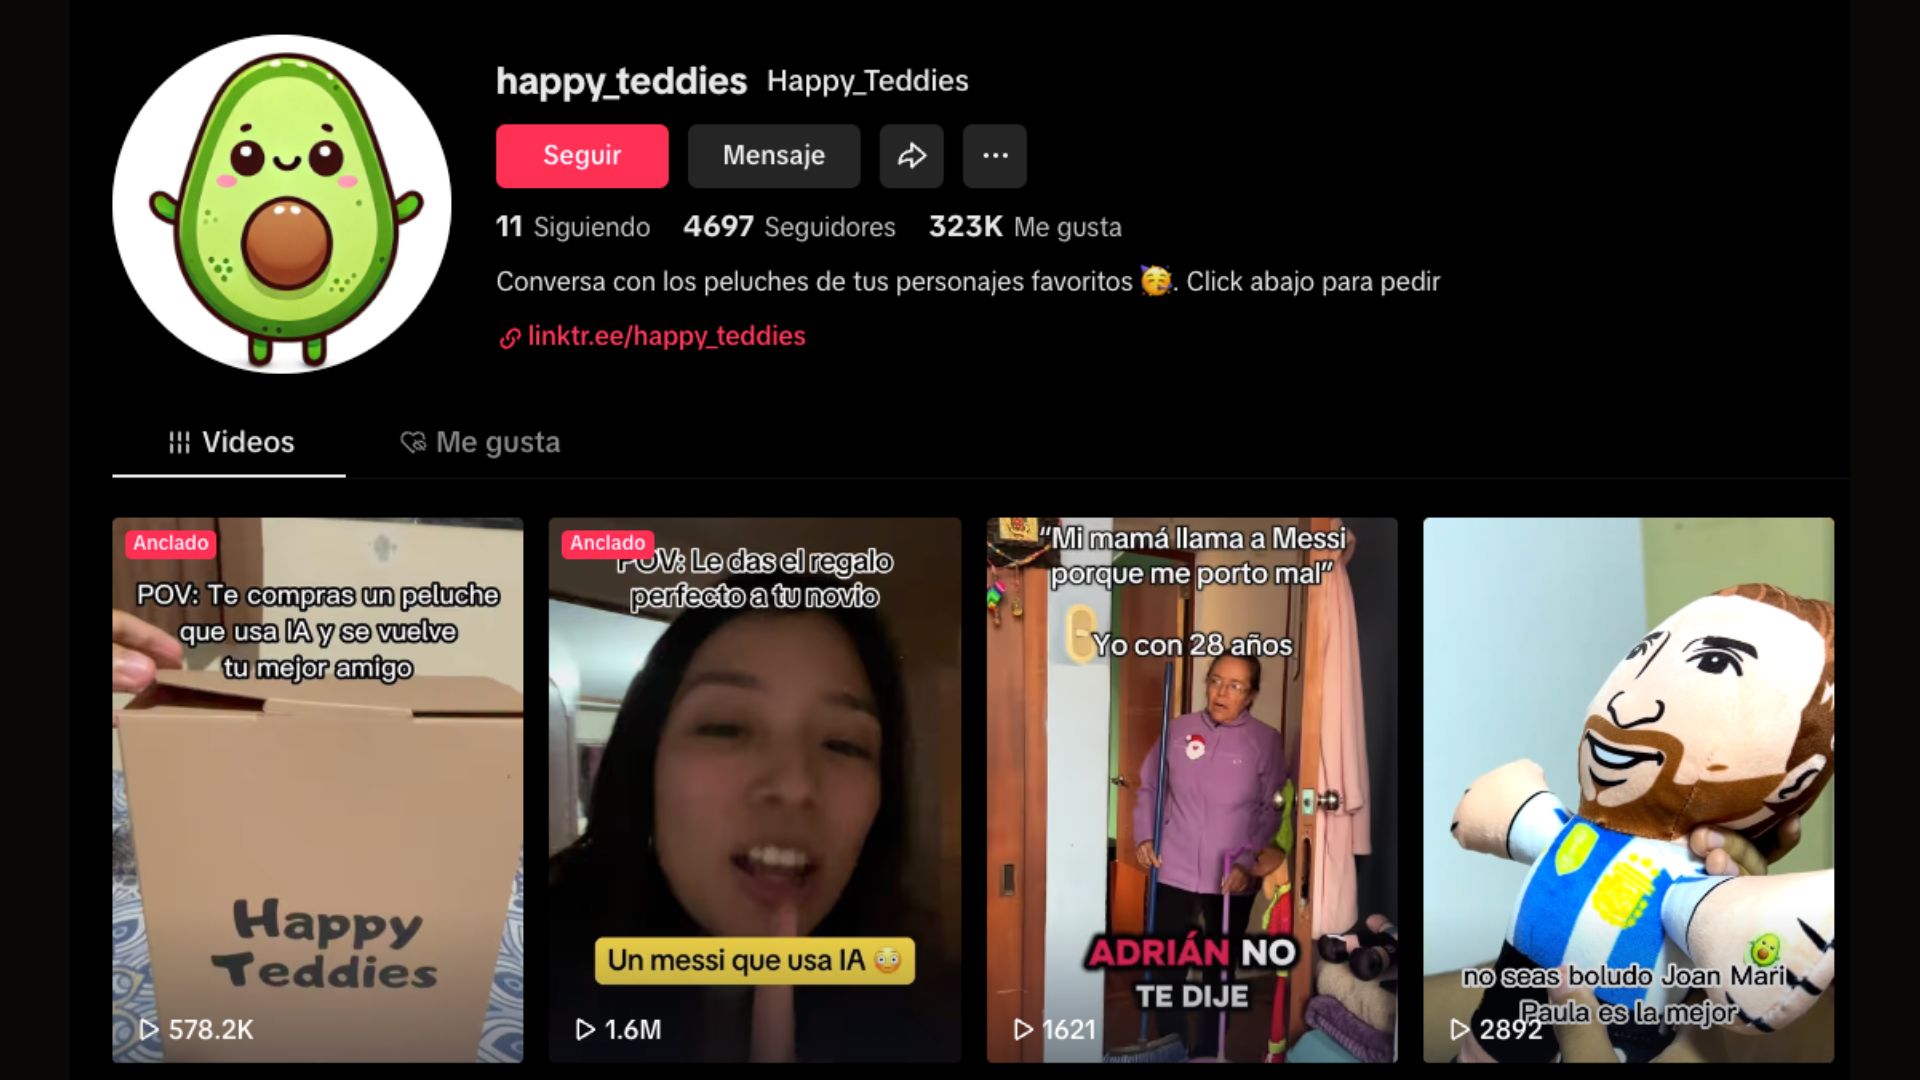 happy_teddies Happy_Teddies
Seguir Mensaje
11 Siguiendo 4697 Seguidores 323K Me gusta
Conversa con los peluches de tus personajes favoritos 🥳. Click abajo para pedir
linktr.ee/happy_teddies
Videos Me gusta
Anclado
POV: Te compras un peluche
que usa IA y se vuelve
tu mejor amigo
Happy
Teddies
578.2K
Anclado
POV: Le das el regalo
perfecto a tu novio
Un messi que usa IA 😳
1.6M
“Mi mamá llama a Messi
porque me porto mal”
Yo con 28 años
ADRIÁN NO
TE DIJE
1621
no seas boludo Joan Mari
Paula es la mejor
2892